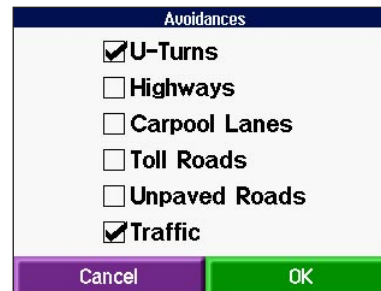 Avoidances
U-Turns
Highways
Carpool Lanes
Toll Roads
Unpaved Roads
Traffic
Cancel
OK